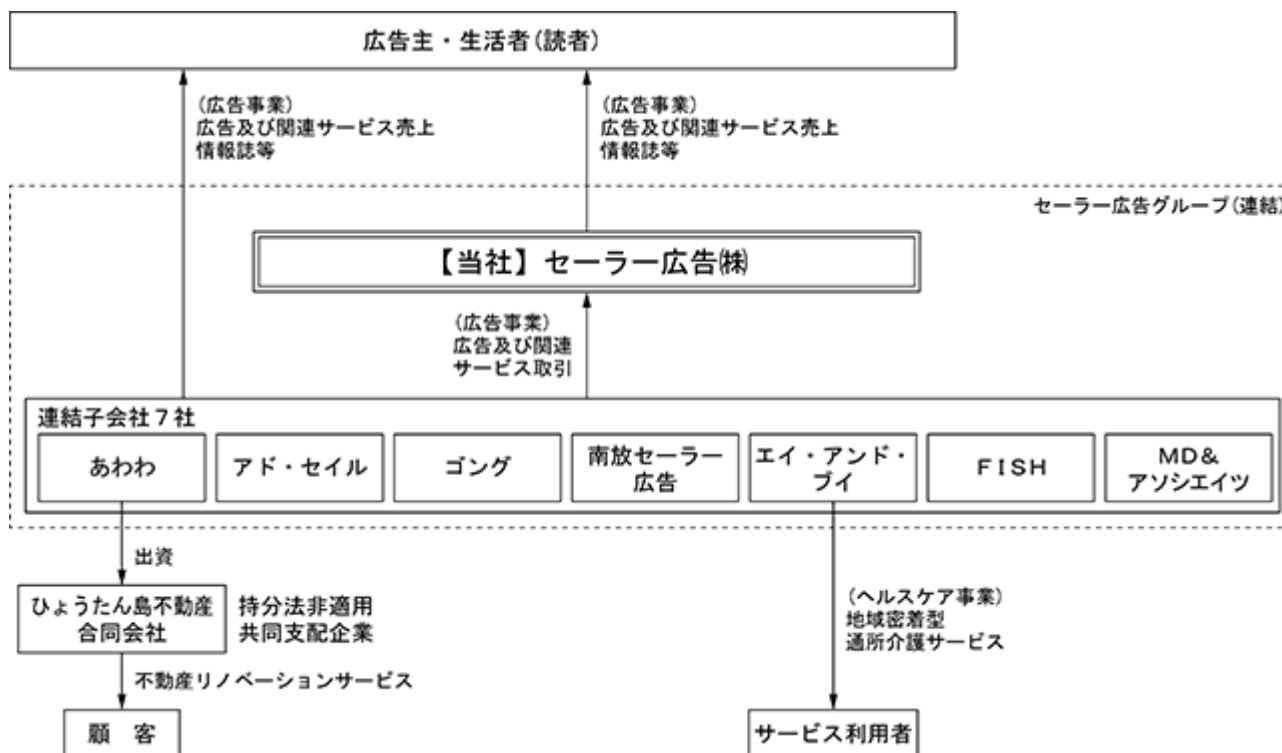 広告主・生活者(読者)
(広告事業)
広告及び関連サービス売上
情報誌等
(広告事業)
広告及び関連サービス売上
情報誌等
セーラー広告グループ(連結)
【当社】セーラー広告㈱
(広告事業)
広告及び関連
サービス取引
連結子会社7社
あわわ
アド・セイル
ゴング
南放セーラー
広告
エイ・アンド・
ブイ
FISH
MD&
アソシエイツ
出資
ひょうたん島不動産
合同会社
持分法非適用
共同支配企業
(ヘルスケア事業)
地域密着型
通所介護サービス
不動産リノベーションサービス
顧 客
サービス利用者